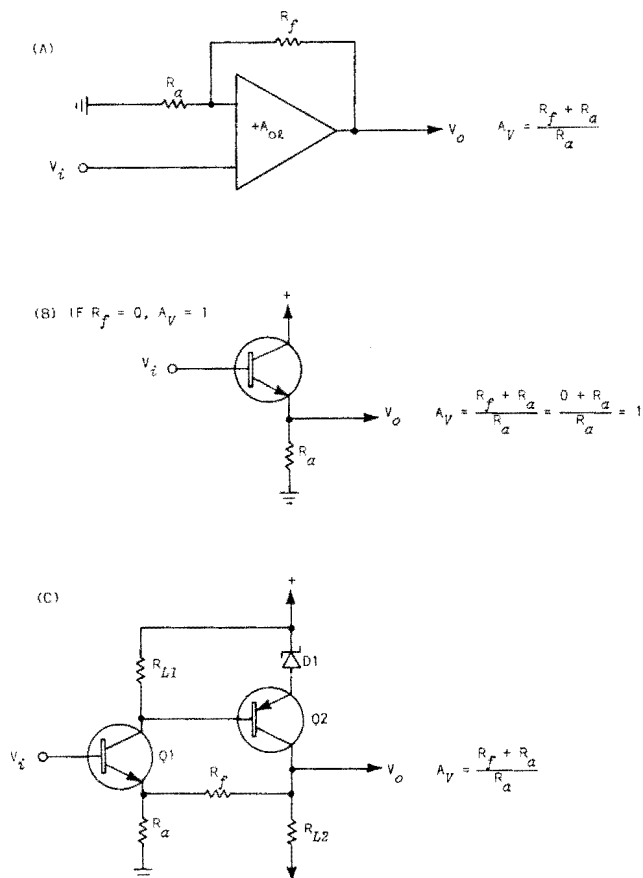 (A)
R_f
R_a
+A_OL
V_i
V_o
A_V = (R_f + R_a) / R_a
(B) IF R_f = 0, A_V = 1
+
V_i
V_o
R_a
A_V = (R_f + R_a) / R_a = (0 + R_a) / R_a = 1
(C)
+
R_L1
D1
Q2
V_i
Q1
R_f
V_o
A_V = (R_f + R_a) / R_a
R_a
R_L2